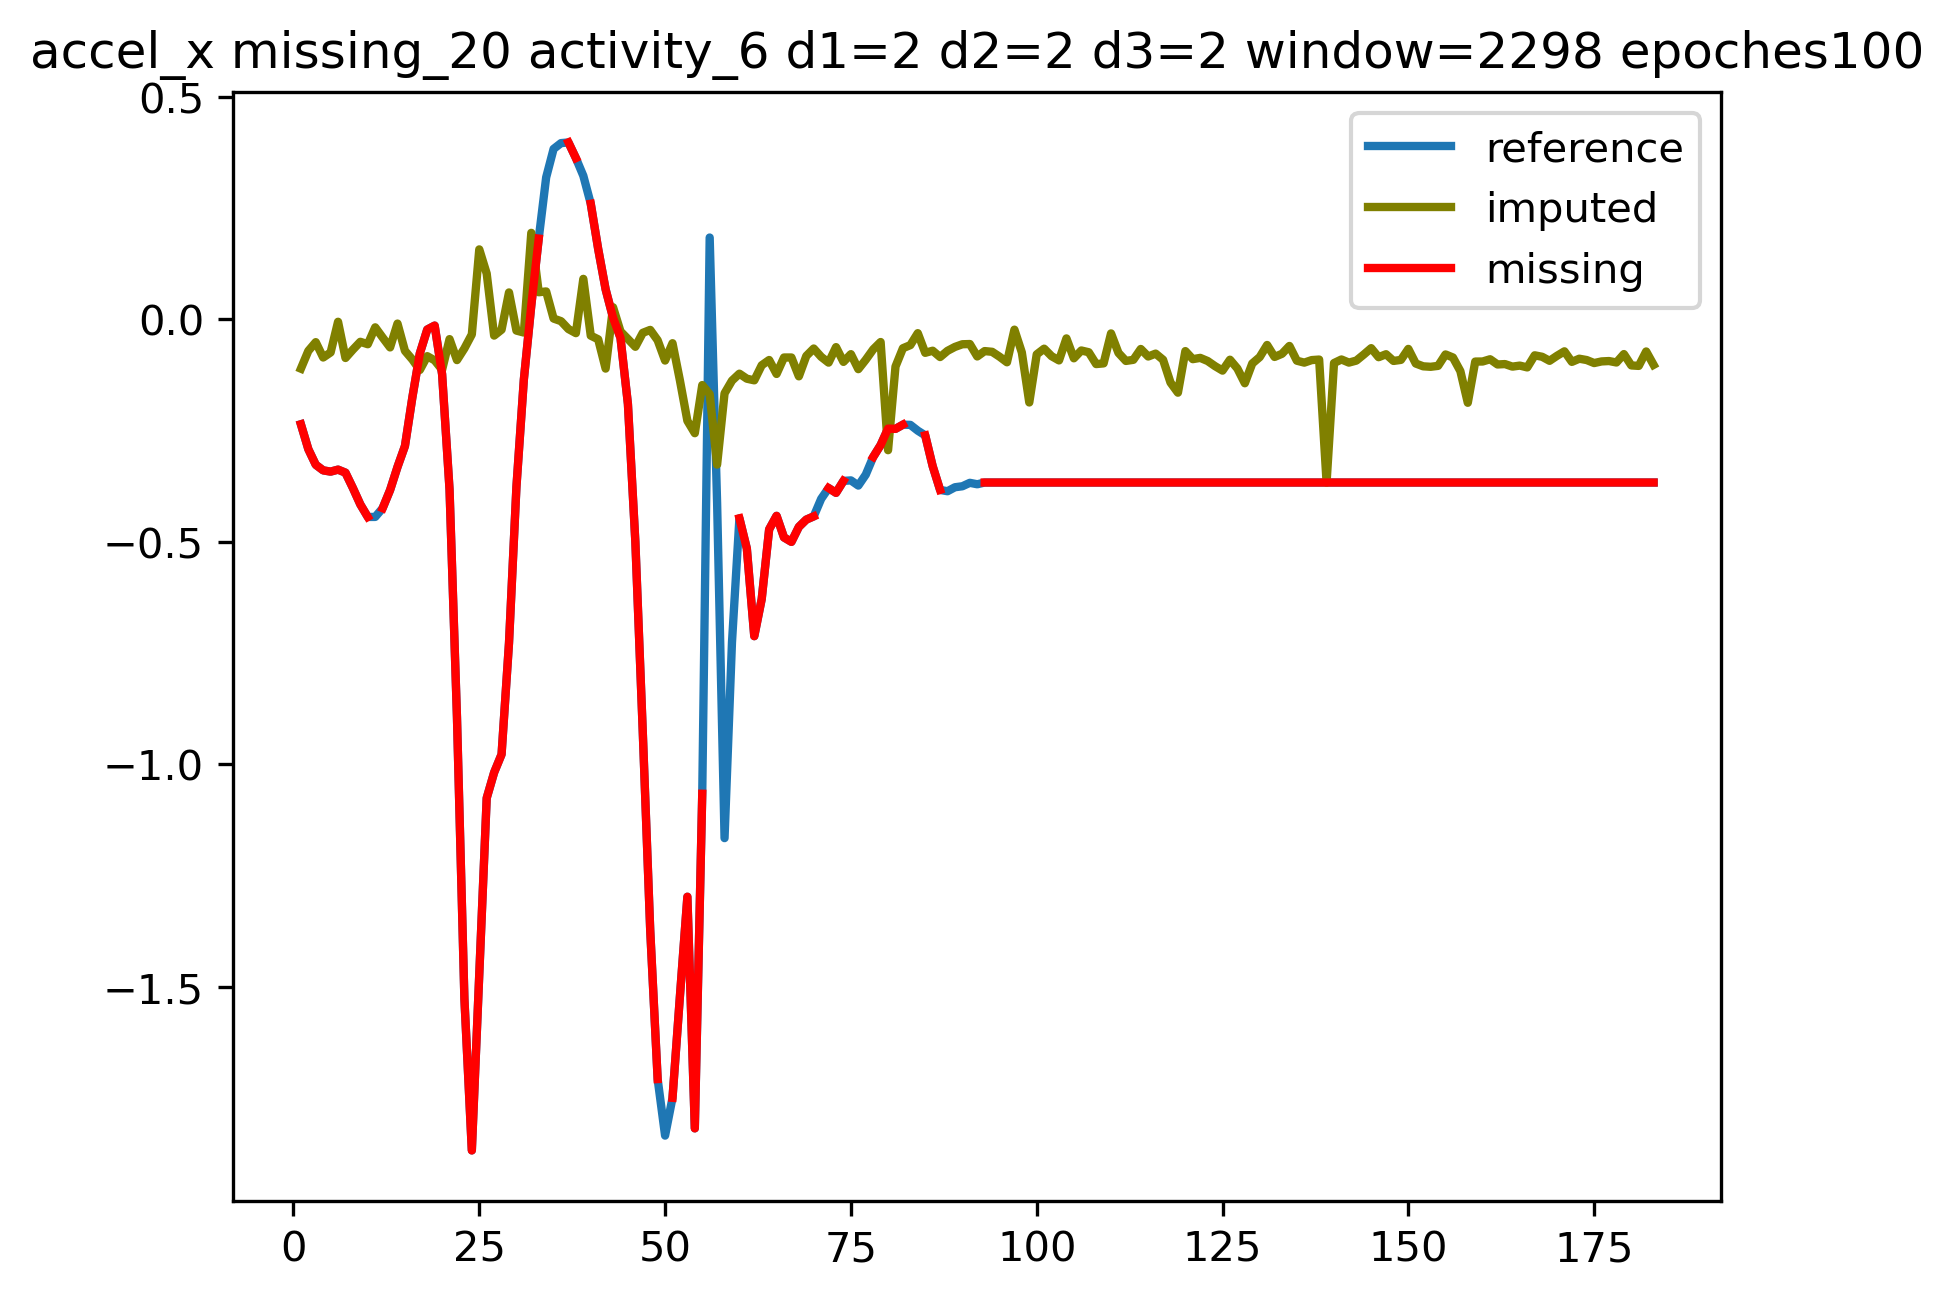 accel_x missing_20 activity_6 d1=2 d2=2 d3=2 window=2298 epoches100
reference
imputed
missing
0.5
0.0
−0.5
−1.0
−1.5
0 25 50 75 100 125 150 175